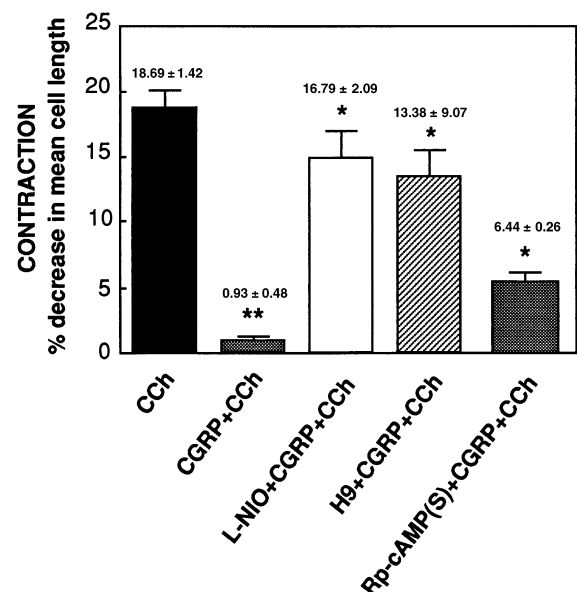 CONTRACTION
% decrease in mean cell length
25
20
15
10
5
0
18.69 ± 1.42
0.93 ± 0.48
**
16.79 ± 2.09
*
13.38 ± 9.07
*
6.44 ± 0.26
*
CCh
CGRP+CCh
L-NIO+CGRP+CCh
H9+CGRP+CCh
Rp-cAMP(S)+CGRP+CCh